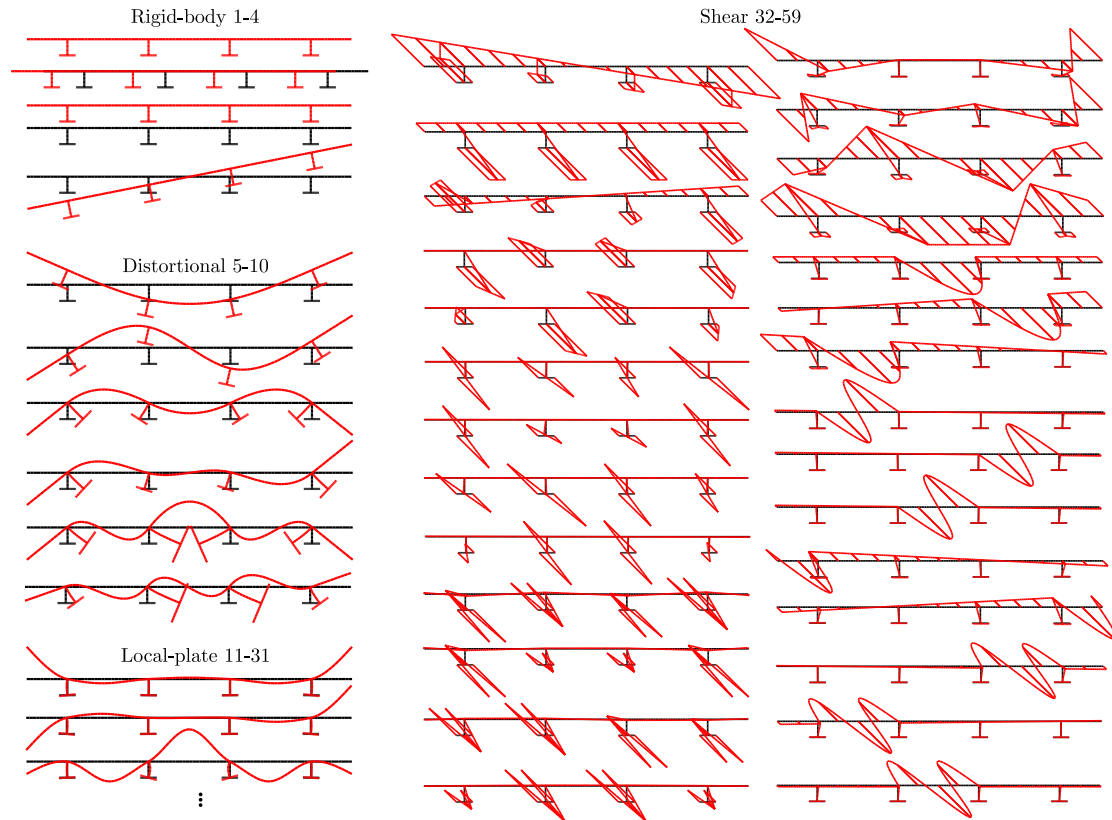 Rigid-body 1-4
Distortional 5-10
Local-plate 11-31
Shear 32-59